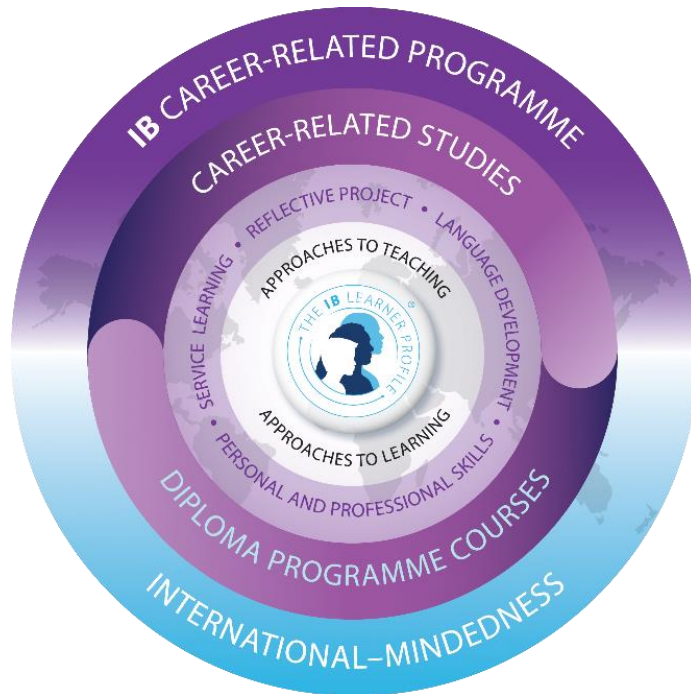 IB CAREER-RELATED PROGRAMME
CAREER-RELATED STUDIES
SERVICE LEARNING • REFLECTIVE PROJECT • LANGUAGE DEVELOPMENT • PERSONAL AND PROFESSIONAL SKILLS •
APPROACHES TO TEACHING
THE IB LEARNER PROFILE ®
APPROACHES TO LEARNING
DIPLOMA PROGRAMME COURSES
INTERNATIONAL–MINDEDNESS